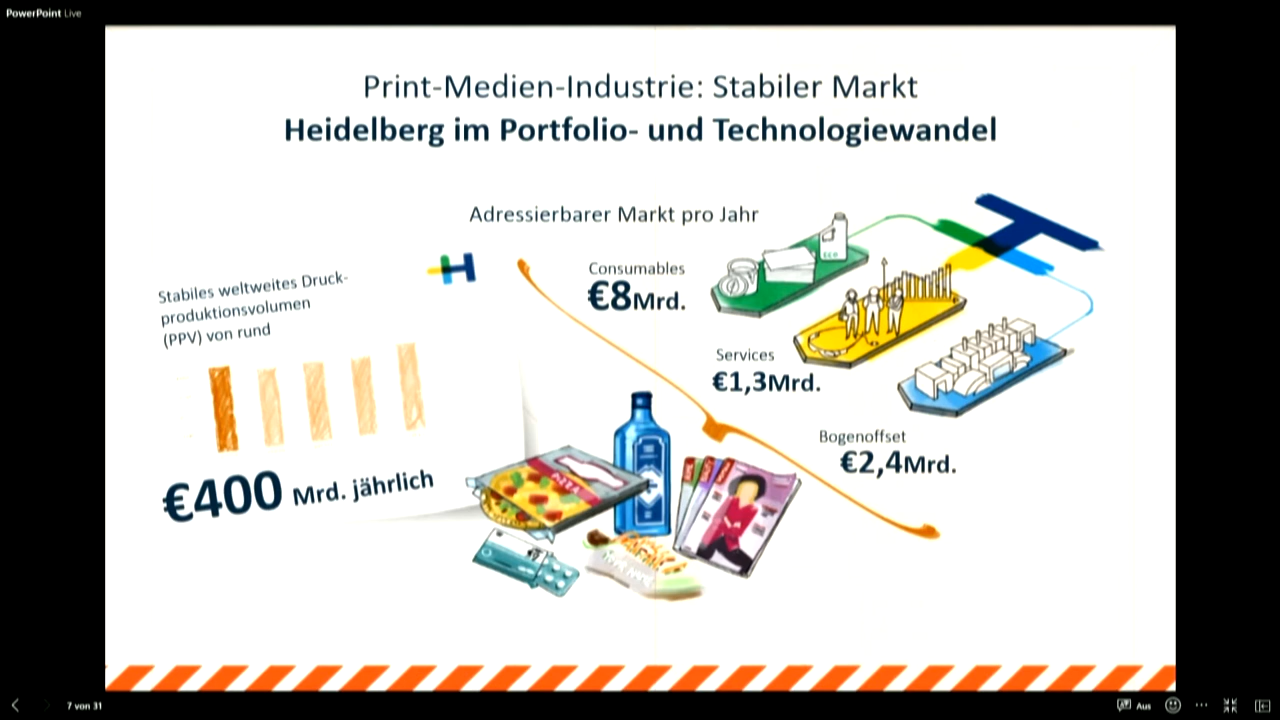 PowerPoint Live
Print-Medien-Industrie: Stabiler Markt
Heidelberg im Portfolio- und Technologiewandel
Adressierbarer Markt pro Jahr
Stabiles weltweites Druck-
produktionsvolumen
(PPV) von rund
€400 Mrd. jährlich
Consumables
€8Mrd.
Services
€1,3Mrd.
Bogenoffset
€2,4Mrd.
ECO
PIZZA
7 von 31
Aus